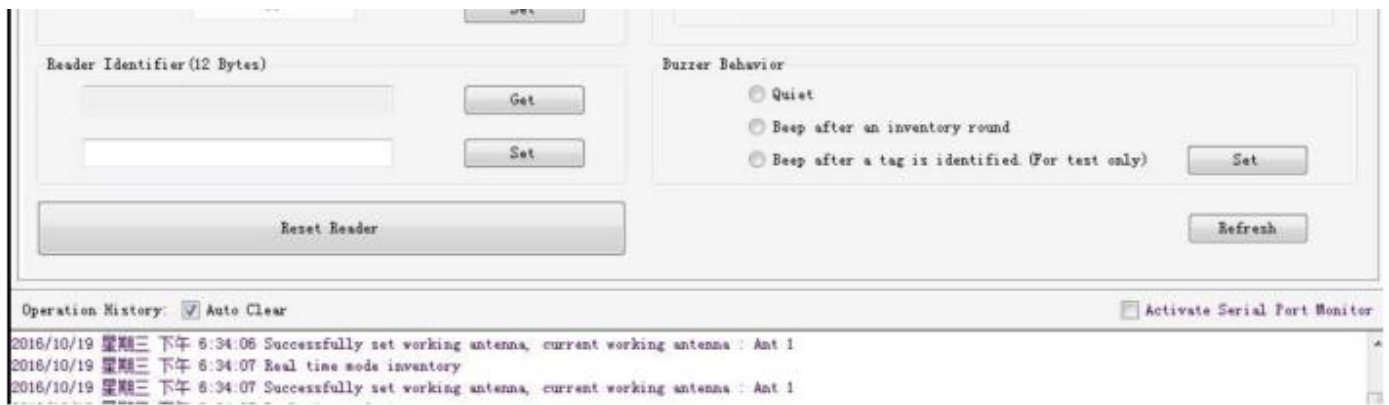 Set
Reader Identifier(12 Bytes)
Get
Set
Buzzer Behavior
Quiet
Beep after an inventory round
Beep after a tag is identified.(For test only)
Set
Reset Reader
Refresh
Operation History:
Auto Clear
Activate Serial Port Monitor
2016/10/19 星期三 下午 6:34:06 Successfully set working antenna, current working antenna : Ant 1
2016/10/19 星期三 下午 6:34:07 Real time mode inventory
2016/10/19 星期三 下午 6:34:07 Successfully set working antenna, current working antenna : Ant 1